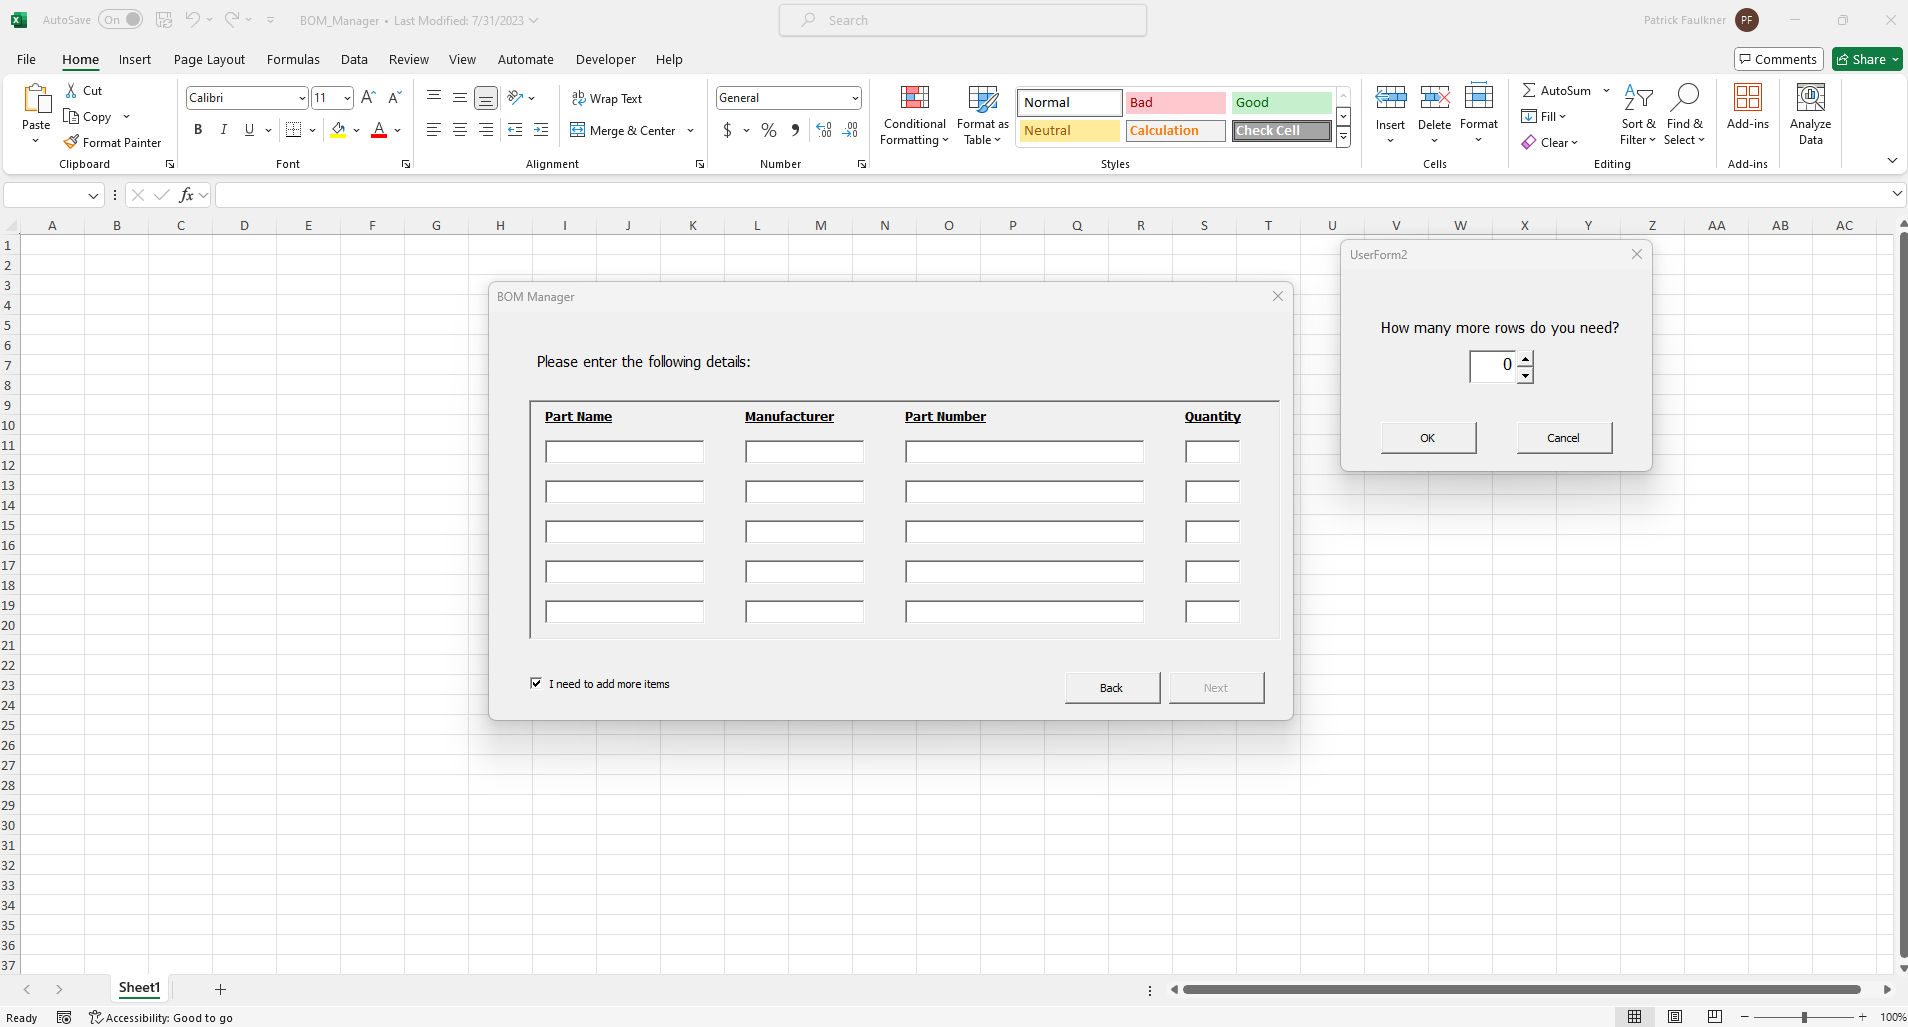 AutoSave On BOM_Manager • Last Modified: 7/31/2023 Search Patrick Faulkner PF
File Home Insert Page Layout Formulas Data Review View Automate Developer Help Comments Share
Paste Cut Copy Format Painter Clipboard
Calibri 11 A A B I U A Font
Wrap Text Merge & Center Alignment
General $ % Number
Conditional Formatting Format as Table Normal Bad Good Neutral Calculation Check Cell Styles
Insert Delete Format Cells
AutoSum Fill Clear Sort & Filter Find & Select Editing
Add-ins Add-ins
Analyze Data
fx
A B C D E F G H I J K L M N O P Q R S T U V W X Y Z AA AB AC
1
2
3
4
5
6
7
8
9
10
11
12
13
14
15
16
17
18
19
20
21
22
23
24
25
26
27
28
29
30
31
32
33
34
35
36
37
BOM Manager
Please enter the following details:
Part Name Manufacturer Part Number Quantity
I need to add more items
Back Next
UserForm2
How many more rows do you need?
0
OK Cancel
Sheet1
Ready Accessibility: Good to go 100%